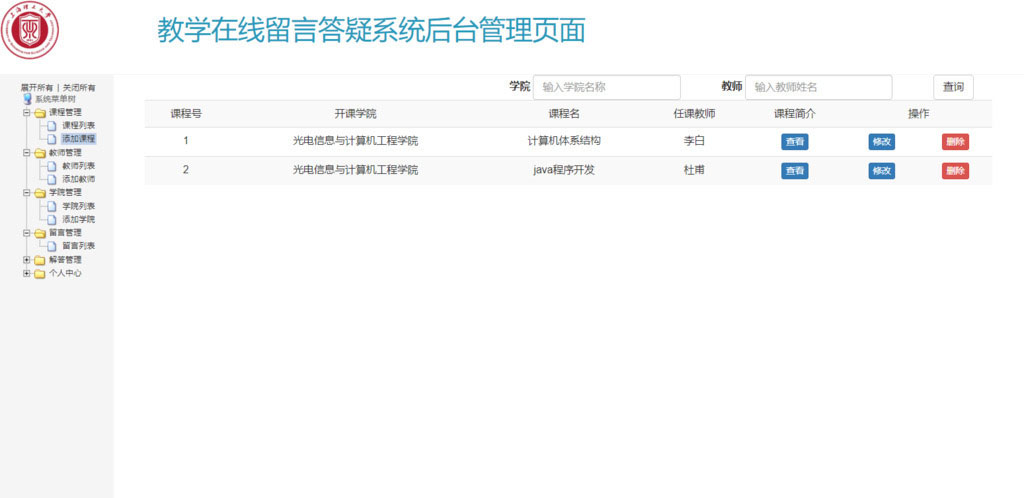 上海理工大学
教学在线留言答疑系统后台管理页面
展开所有 | 关闭所有
系统菜单树
课程管理
课程列表
添加课程
教师管理
教师列表
添加教师
学院管理
学院列表
添加学院
留言管理
留言列表
解答管理
个人中心
学院 输入学院名称 教师 输入教师姓名 查询
课程号 开课学院 课程名 任课教师 课程简介 操作
1 光电信息与计算机工程学院 计算机体系结构 李白 查看 修改 删除
2 光电信息与计算机工程学院 java程序开发 杜甫 查看 修改 删除